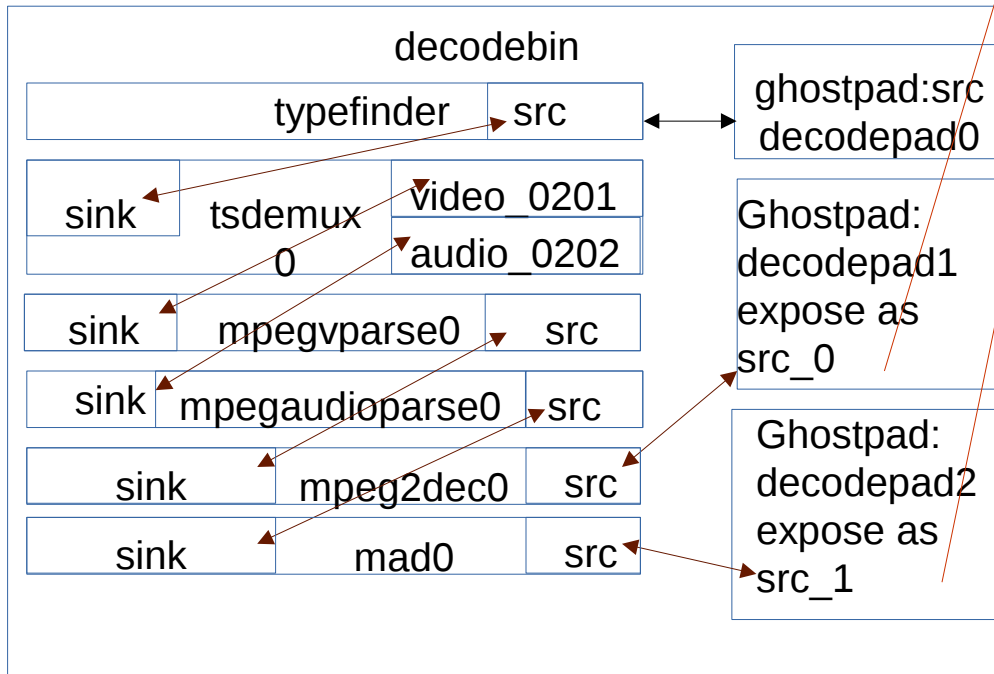 decodebin
typefinder
src
ghostpad:src
decodepad0
sink
tsdemux
0
video_0201
audio_0202
Ghostpad:
decodepad1
expose as
src_0
sink
mpegvparse0
src
sink
mpegaudioparse0
src
sink
mpeg2dec0
src
Ghostpad:
decodepad2
expose as
src_1
sink
mad0
src